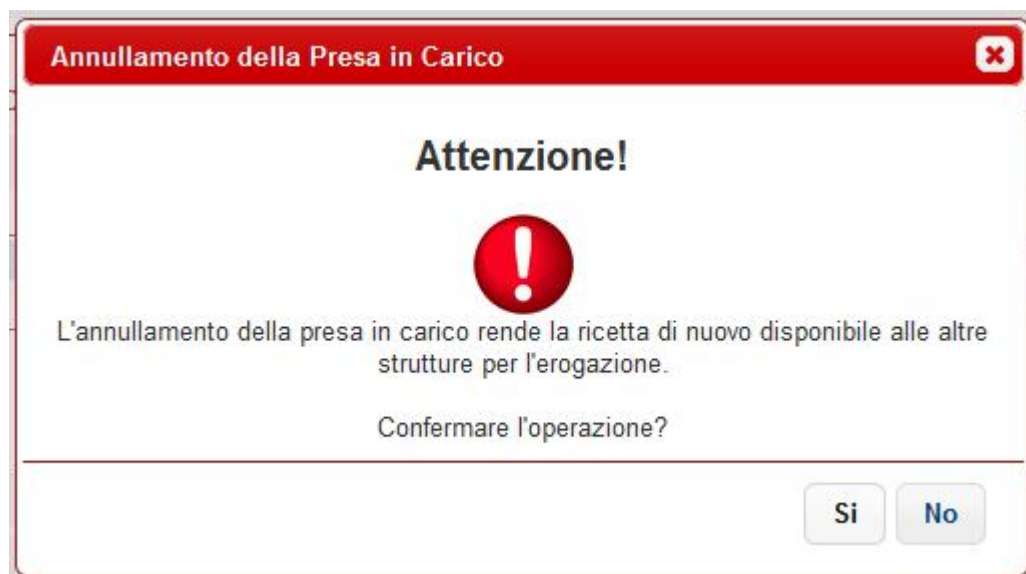 Annullamento della Presa in Carico
Attenzione!
L'annullamento della presa in carico rende la ricetta di nuovo disponibile alle altre
strutture per l'erogazione.
Confermare l'operazione?
Si No